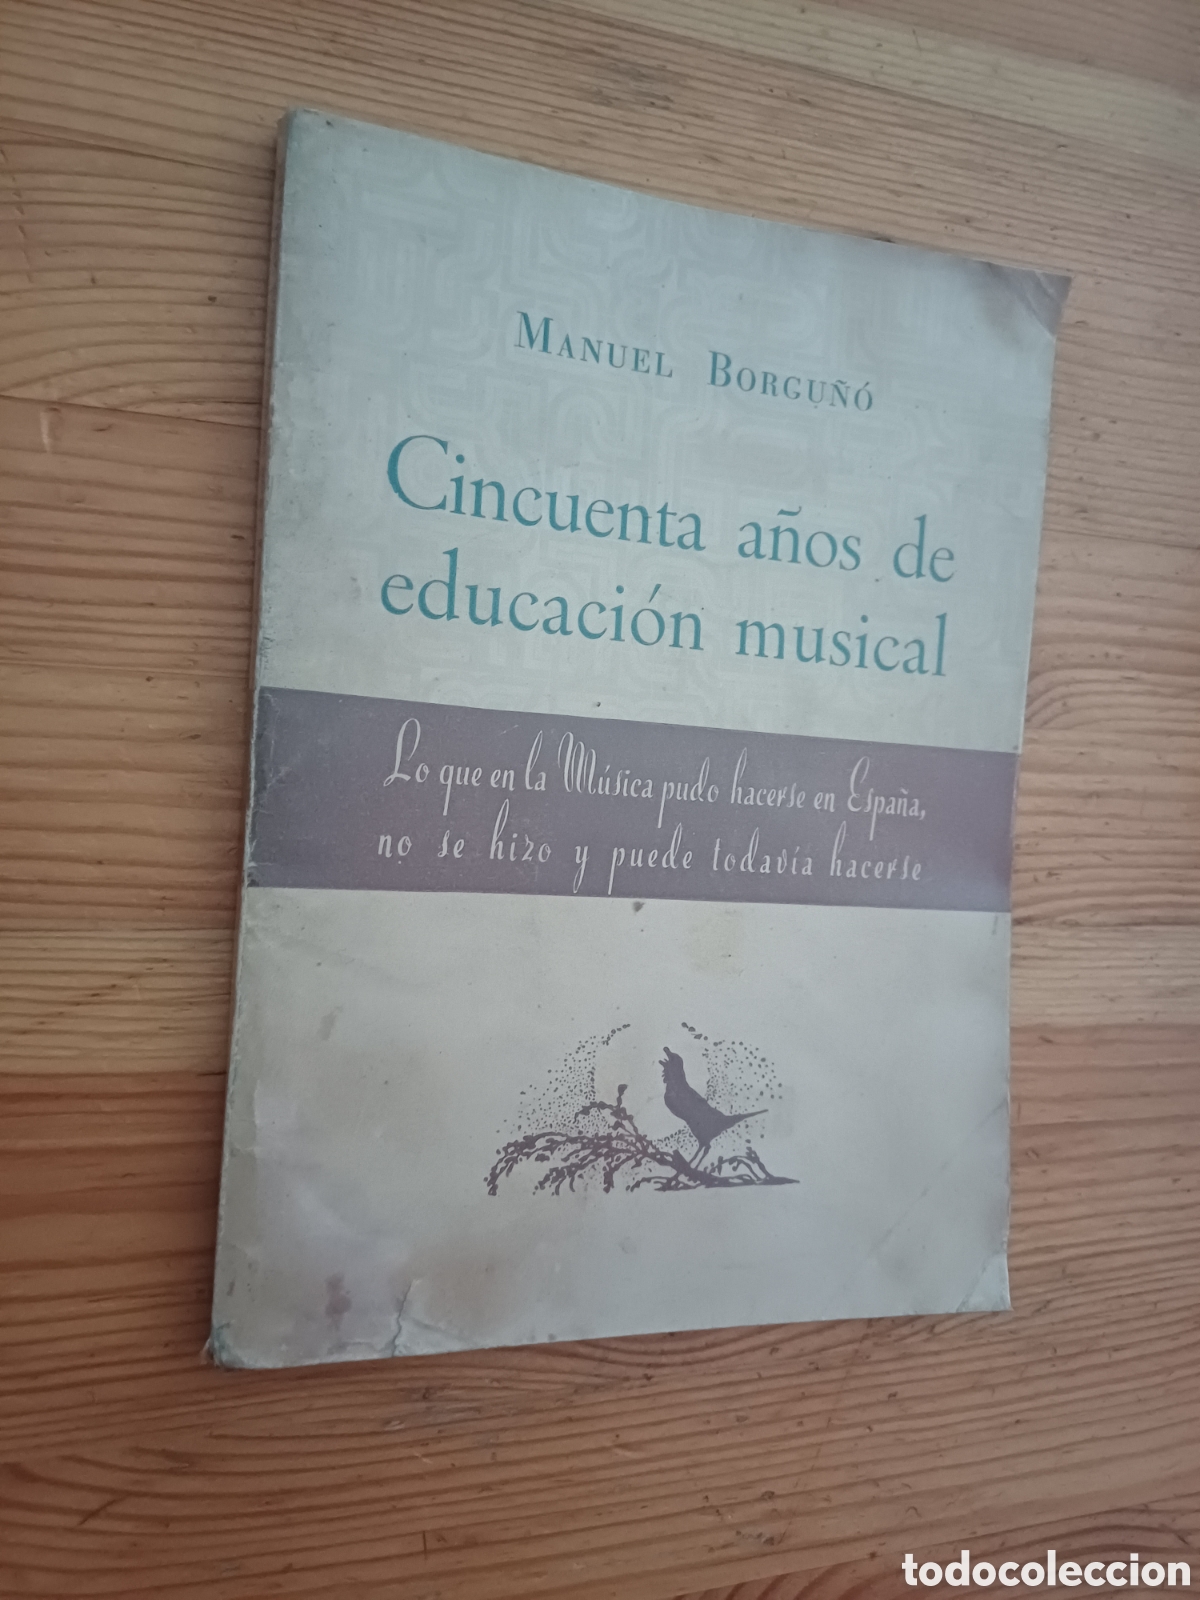 MANUEL BORGUÑÓ
Cincuenta años de
educación musical
Lo que en la Música pudo hacerse en España,
no se hizo y puede todavía hacerse
todocoleccion